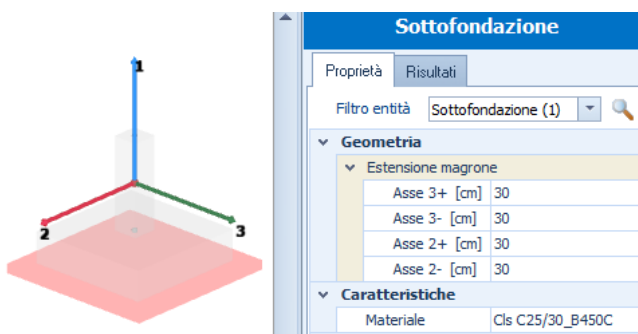 1
2
3
Sottofondazione
Proprietà Risultati
Filtro entità Sottofondazione (1)
Geometria
Estensione magrone
Asse 3+ [cm] 30
Asse 3- [cm] 30
Asse 2+ [cm] 30
Asse 2- [cm] 30
Caratteristiche
Materiale Cls C25/30_B450C